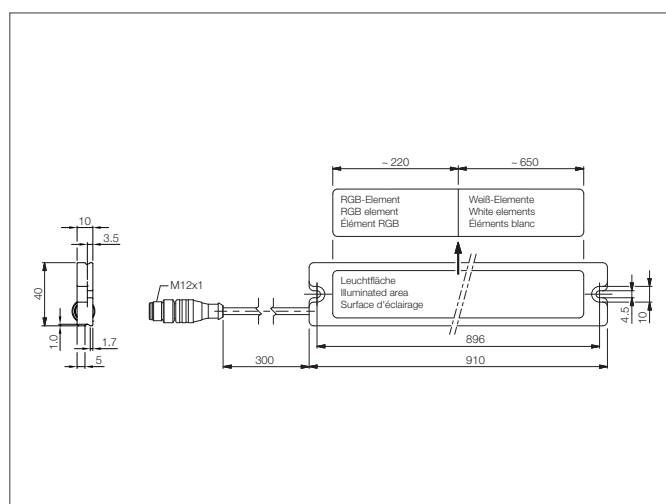 ~ 220
~ 650
RGB-Element
RGB element
Élément RGB
Weiß-Elemente
White elements
Éléments blanc
10
3.5
40
1.0
1.7
5
M12x1
Leuchtfläche
Illuminated area
Surface d'éclairage
4.5
10
896
300
910